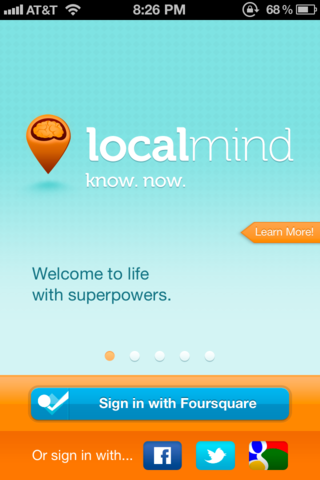 AT&T 8:26 PM 68%
localmind
know. now.
Learn More!
Welcome to life
with superpowers.
Sign in with Foursquare
Or sign in with...